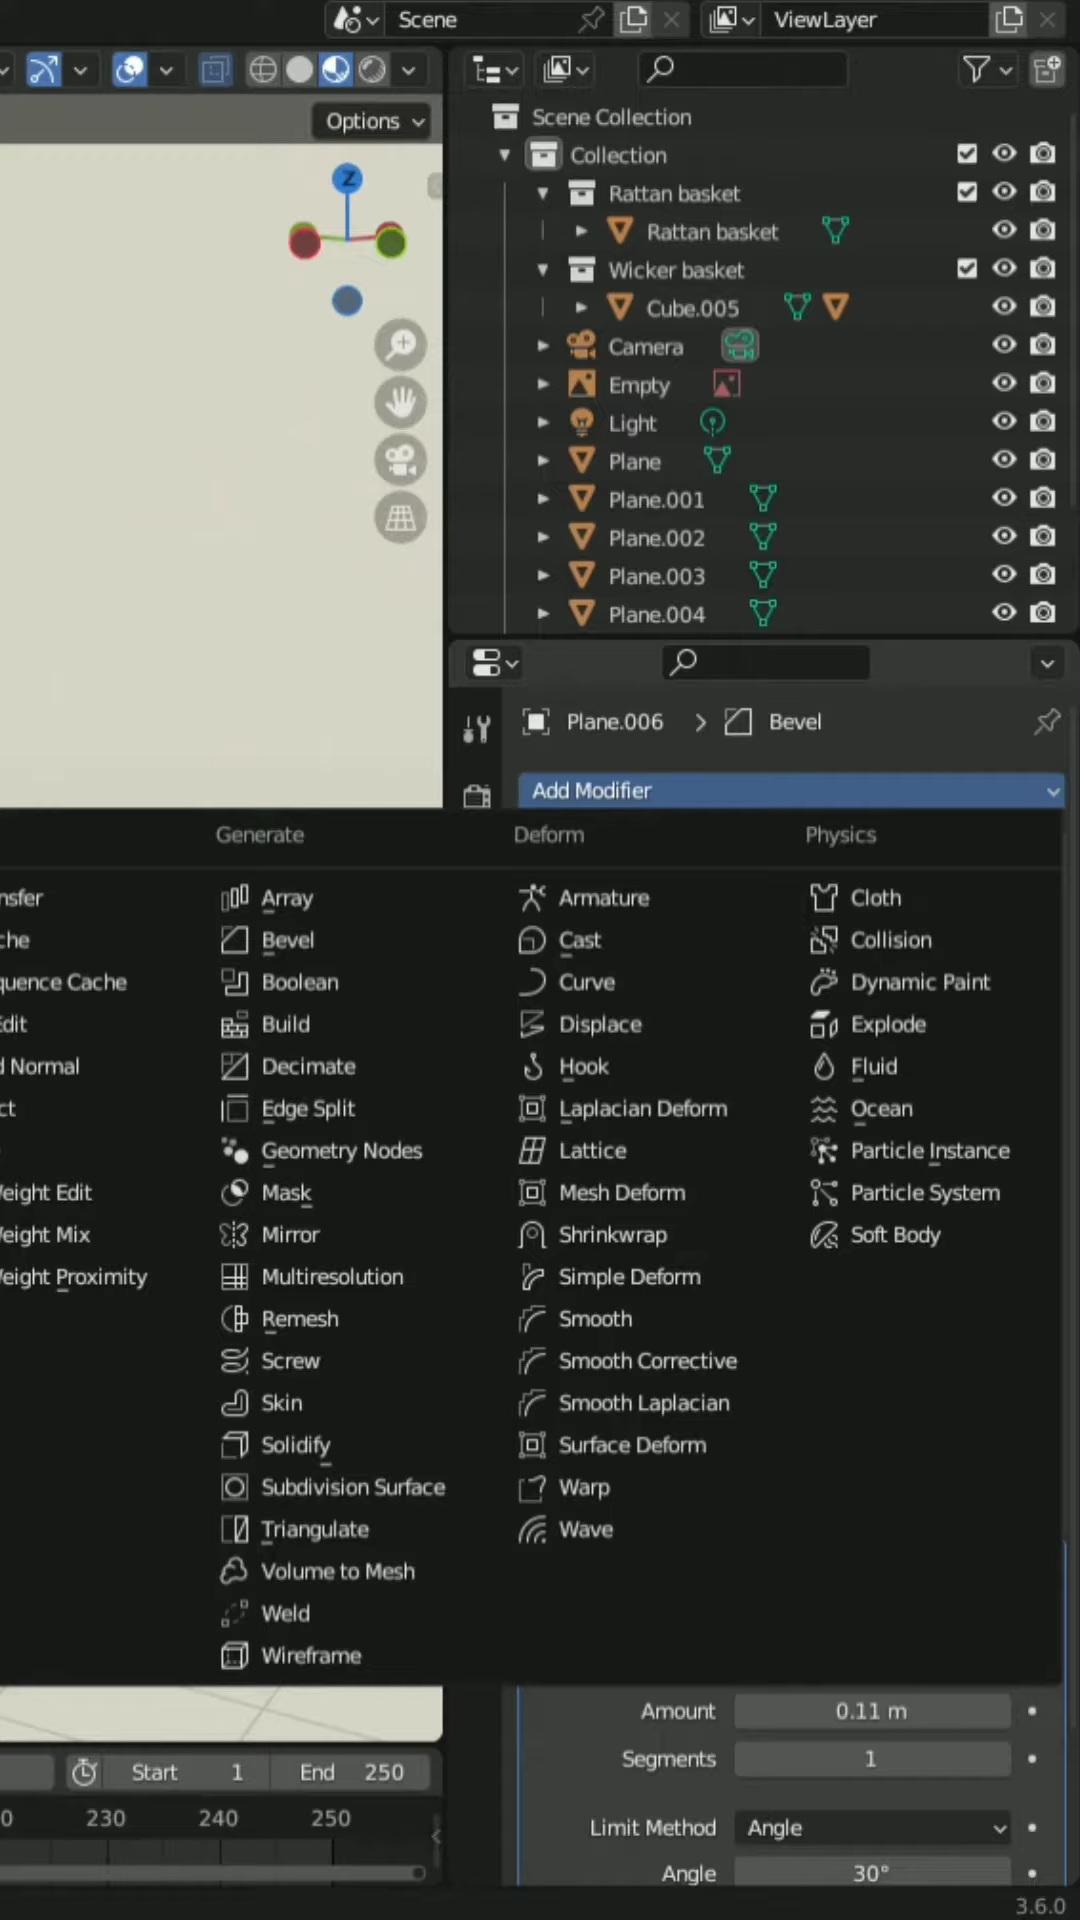 Scene
ViewLayer
Options
Z
Scene Collection
Collection
Rattan basket
Rattan basket
Wicker basket
Cube.005
Camera
Empty
Light
Plane
Plane.001
Plane.002
Plane.003
Plane.004
Plane.006 > Bevel
Add Modifier
Generate Deform Physics
nsfer Array Armature Cloth
che Bevel Cast Collision
quence Cache Boolean Curve Dynamic Paint
Edit Build Displace Explode
d Normal Decimate Hook Fluid
ct Edge Split Laplacian Deform Ocean
Geometry Nodes Lattice Particle Instance
Weight Edit Mask Mesh Deform Particle System
Weight Mix Mirror Shrinkwrap Soft Body
Weight Proximity Multiresolution Simple Deform
Remesh Smooth
Screw Smooth Corrective
Skin Smooth Laplacian
Solidify Surface Deform
Subdivision Surface Warp
Triangulate Wave
Volume to Mesh
Weld
Wireframe
Amount 0.11 m
Segments 1
Start 1 End 250
0 230 240 250
Limit Method Angle
Angle 30°
3.6.0